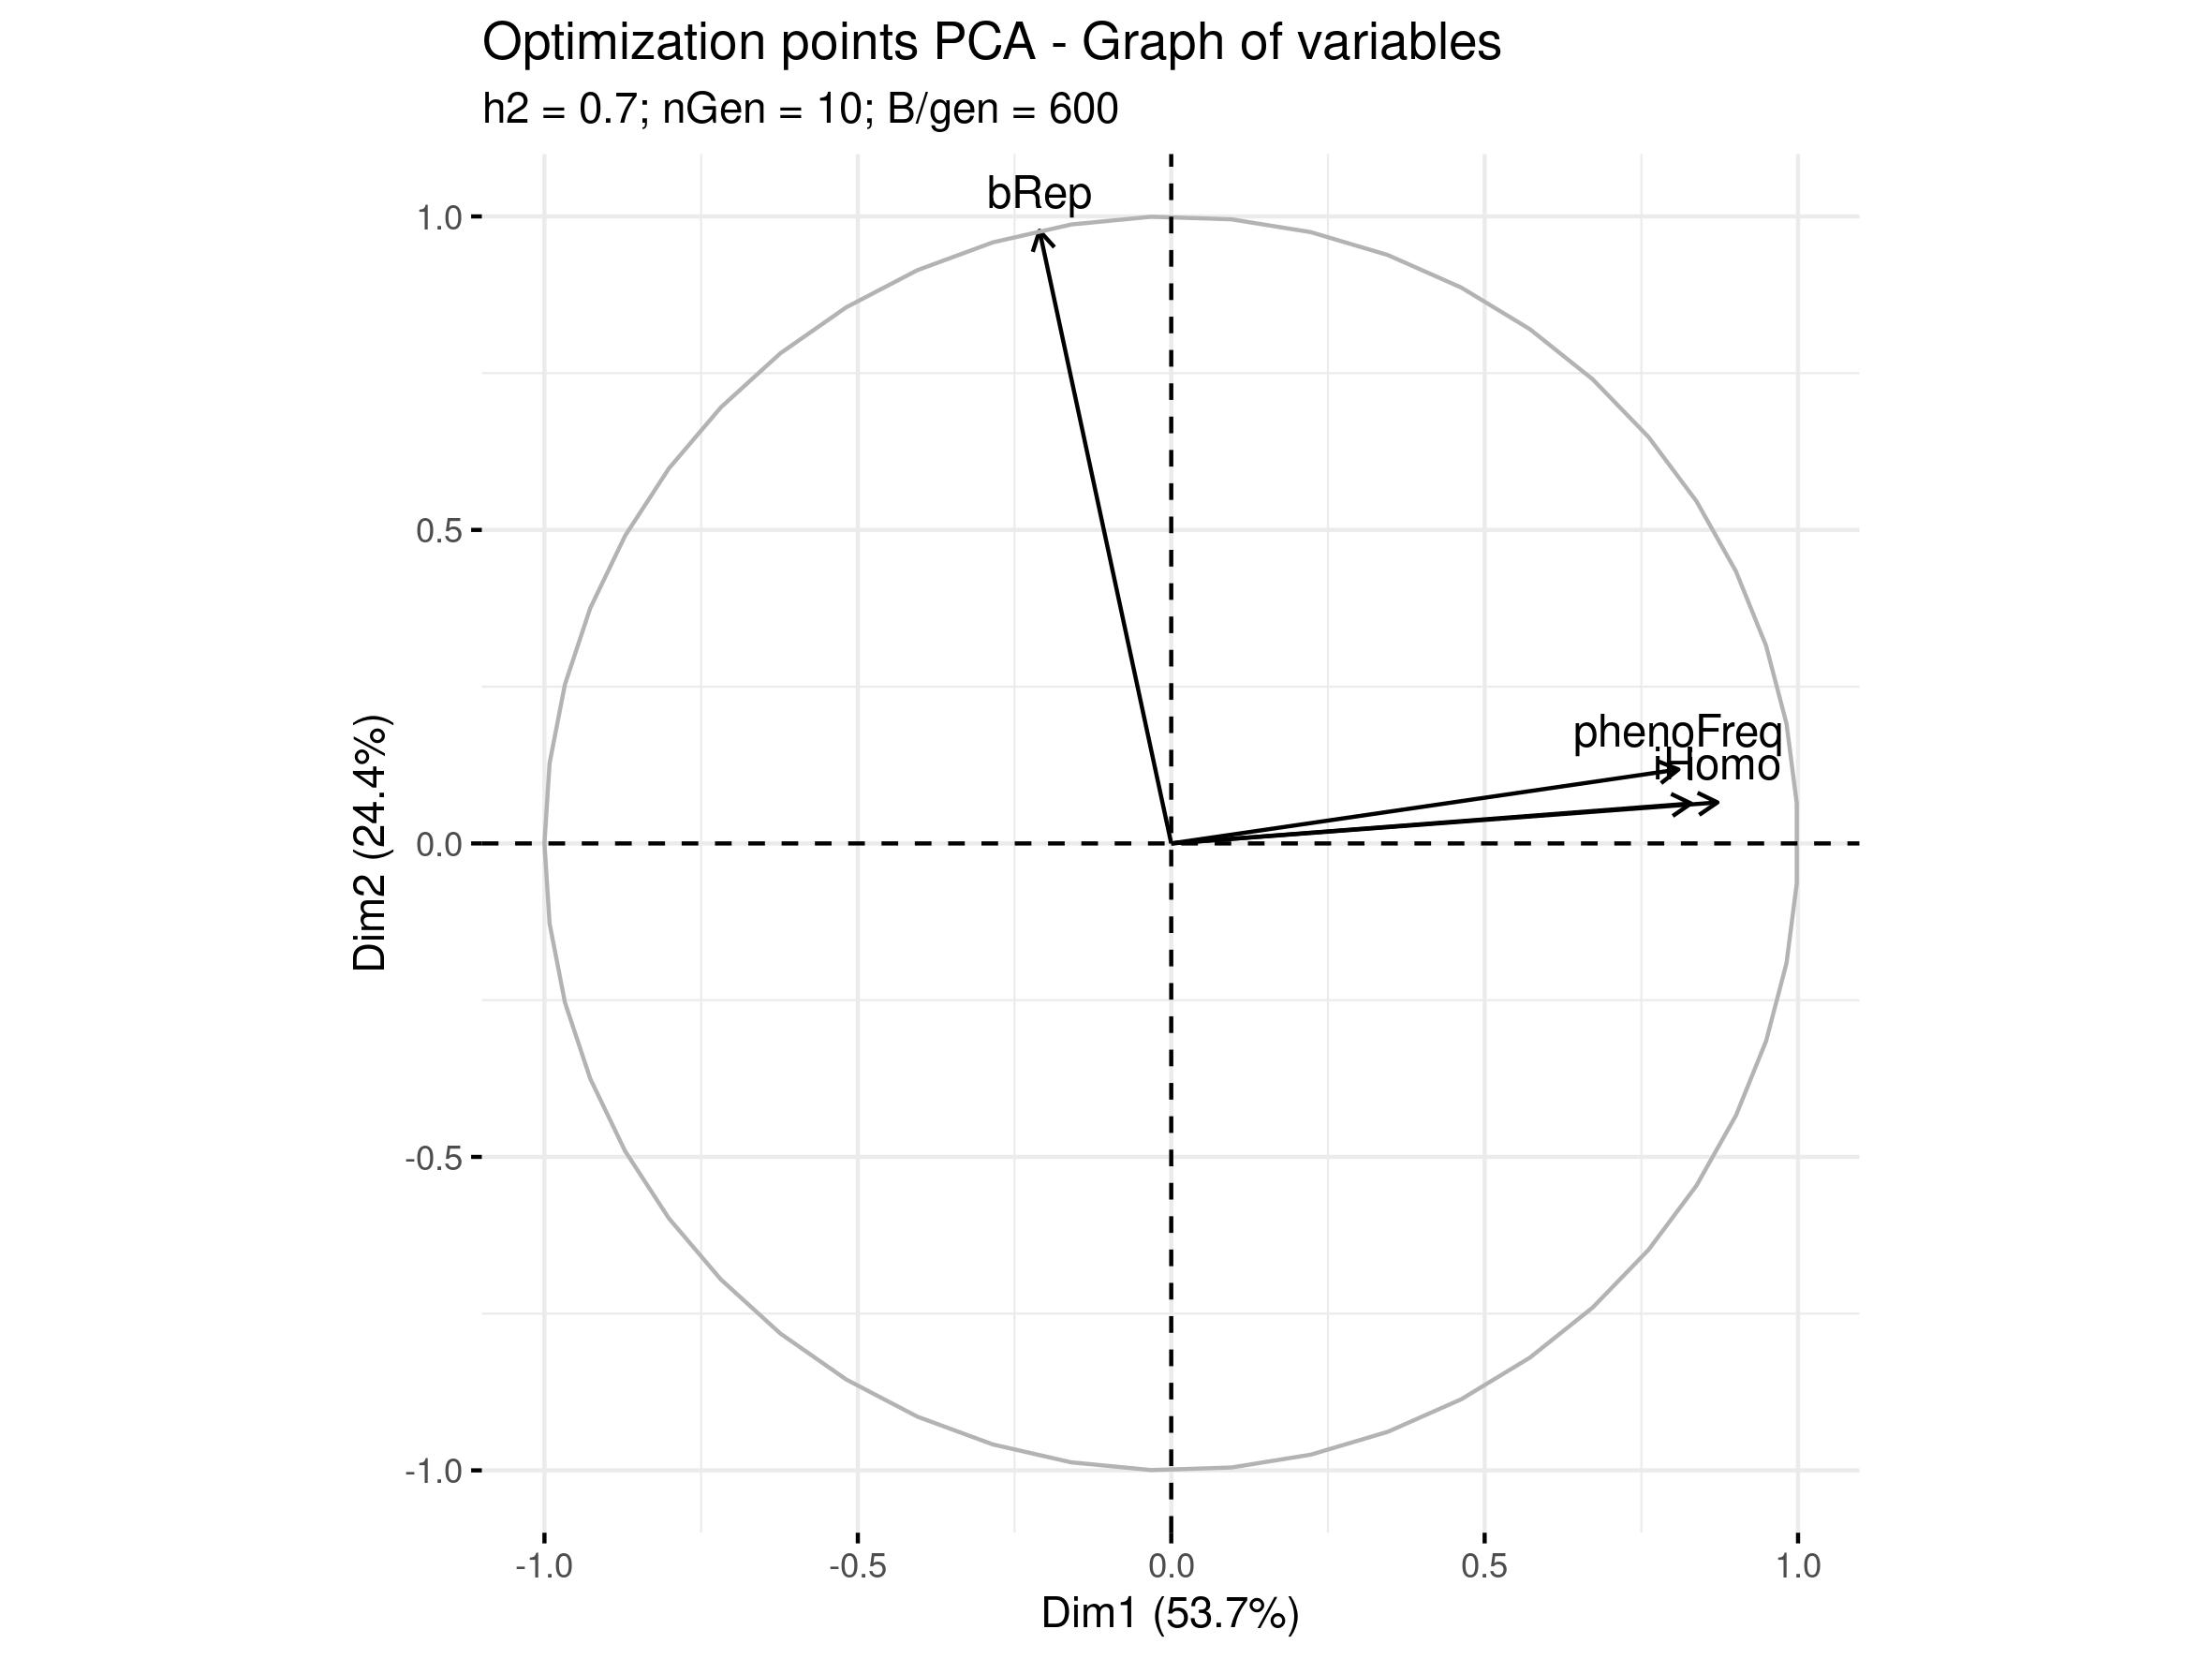 Optimization points PCA - Graph of variables
h2 = 0.7; nGen = 10; B/gen = 600
bRep
1.0
0.5
phenoFreq
iHomo
0.0
-0.5
-1.0
Dim2 (24.4%)
-1.0 -0.5 0.0 0.5 1.0
Dim1 (53.7%)